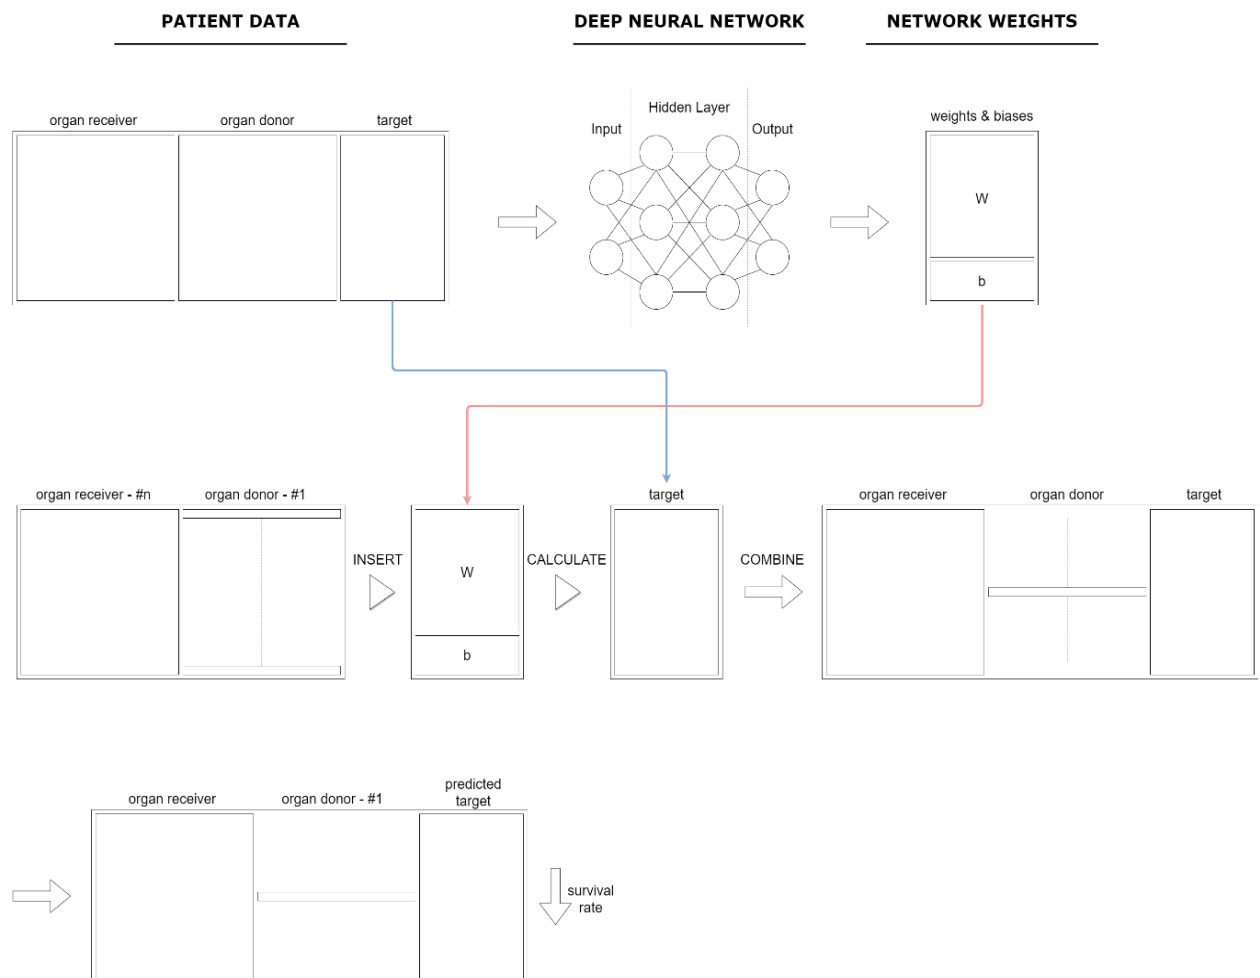 PATIENT DATA
DEEP NEURAL NETWORK
NETWORK WEIGHTS
organ receiver
organ donor
target
Input
Hidden Layer
Output
weights & biases
W
b
organ receiver - #n
organ donor - #1
INSERT
W
b
CALCULATE
target
COMBINE
organ receiver
organ donor
target
organ receiver
organ donor - #1
predicted
target
survival
rate